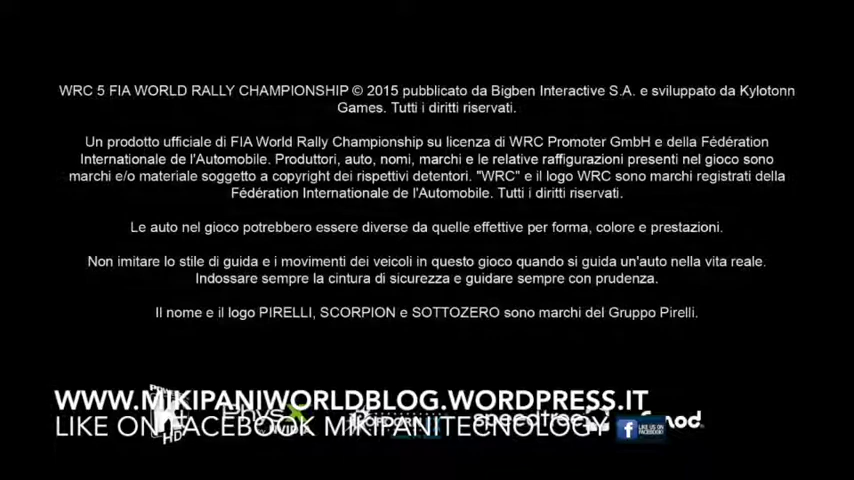 WRC 5 FIA WORLD RALLY CHAMPIONSHIP © 2015 pubblicato da Bigben Interactive S.A. e sviluppato da Kylotonn
Games. Tutti i diritti riservati.
Un prodotto ufficiale di FIA World Rally Championship su licenza di WRC Promoter GmbH e della Fédération
Internationale de l'Automobile. Produttori, auto, nomi, marchi e le relative raffigurazioni presenti nel gioco sono
marchi e/o materiale soggetto a copyright dei rispettivi detentori. "WRC" e il logo WRC sono marchi registrati della
Fédération Internationale de l'Automobile. Tutti i diritti riservati.
Le auto nel gioco potrebbero essere diverse da quelle effettive per forma, colore e prestazioni.
Non imitare lo stile di guida e i movimenti dei veicoli in questo gioco quando si guida un'auto nella vita reale.
Indossare sempre la cintura di sicurezza e guidare sempre con prudenza.
Il nome e il logo PIRELLI, SCORPION e SOTTOZERO sono marchi del Gruppo Pirelli.
WWW.MIKIPANIWORLDBLOG.WORDPRESS.IT
LIKE ON FACEBOOK MIKIPANITECNOLOGY
speedtree